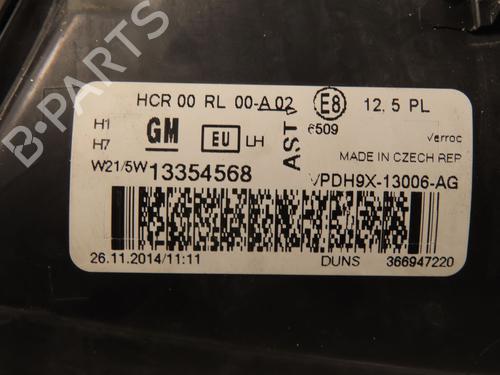 HCR 00 RL 00-A 02 E8 12, 5 PL
6509
H1 GM EU LH AST
H7 Varroc
W21/5W 13354568 MADE IN CZECH REP
VPDH9X-13006-AG
26.11.2014/11:11 DUNS 366947220
B-Parts